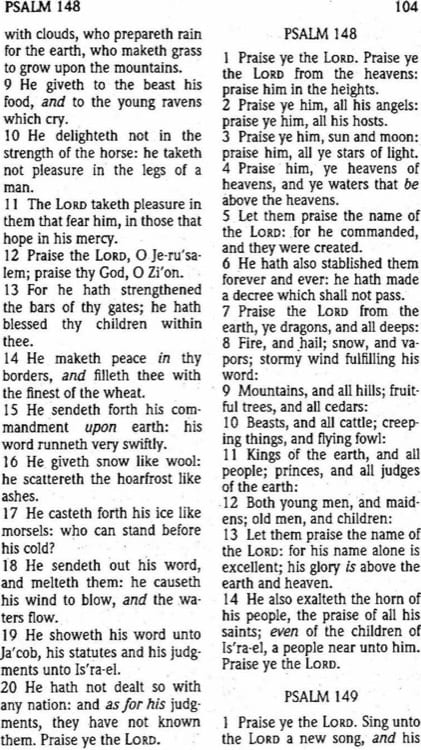 PSALM 148
104
with clouds, who prepareth rain
for the earth, who maketh grass
to grow upon the mountains.
9 He giveth to the beast his
food, and to the young ravens
which cry.
10 He delighteth not in the
strength of the horse: he taketh
not pleasure in the legs of a
man.
11 The LORD taketh pleasure in
them that fear him, in those that
hope in his mercy.
12 Praise the LORD, O Je-ru'sa-
lem; praise thy God, O Zi'on.
13 For he hath strengthened
the bars of thy gates; he hath
blessed thy children within
thee.
14 He maketh peace in thy
borders, and filleth thee with
the finest of the wheat.
15 He sendeth forth his com-
mandment upon earth: his
word runneth very swiftly.
16 He giveth snow like wool:
he scattereth the hoarfrost like
ashes.
17 He casteth forth his ice like
morsels: who can stand before
his cold?
18 He sendeth out his word,
and melteth them: he causeth
his wind to blow, and the wa-
ters flow.
19 He showeth his word unto
Ja'cob, his statutes and his judg-
ments unto Is'ra-el.
20 He hath not dealt so with
any nation: and as for his judg-
ments, they have not known
them. Praise ye the LORD.
PSALM 148
1 Praise ye the LORD. Praise ye
the LORD from the heavens:
praise him in the heights.
2 Praise ye him, all his angels:
praise ye him, all his hosts.
3 Praise ye him, sun and moon:
praise him, all ye stars of light.
4 Praise him, ye heavens of
heavens, and ye waters that be
above the heavens.
5 Let them praise the name of
the LORD: for he commanded,
and they were created.
6 He hath also stablished them
forever and ever: he hath made
a decree which shall not pass.
7 Praise the LORD from the
earth, ye dragons, and all deeps:
8 Fire, and hail; snow, and va-
pors; stormy wind fulfilling his
word:
9 Mountains, and all hills; fruit-
ful trees, and all cedars:
10 Beasts, and all cattle; creep-
ing things, and flying fowl:
11 Kings of the earth, and all
people; princes, and all judges
of the earth:
12 Both young men, and maid-
ens; old men, and children:
13 Let them praise the name of
the LORD: for his name alone is
excellent; his glory is above the
earth and heaven.
14 He also exalteth the horn of
his people, the praise of all his
saints; even of the children of
Is'ra-el, a people near unto him.
Praise ye the LORD.
PSALM 149
1 Praise ye the LORD. Sing unto
the LORD a new song, and his